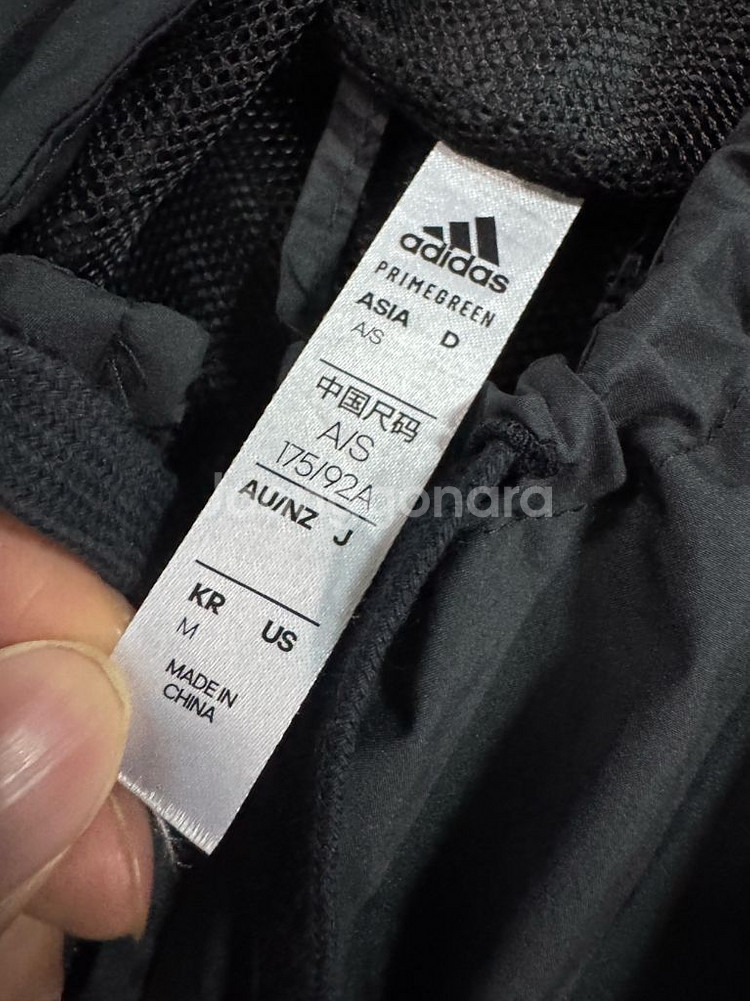 adidas
PRIMEGREEN
ASIA D
A/S
中国尺码
A/S
175/92A
AU/NZ J
KR US
M
MADE IN
CHINA